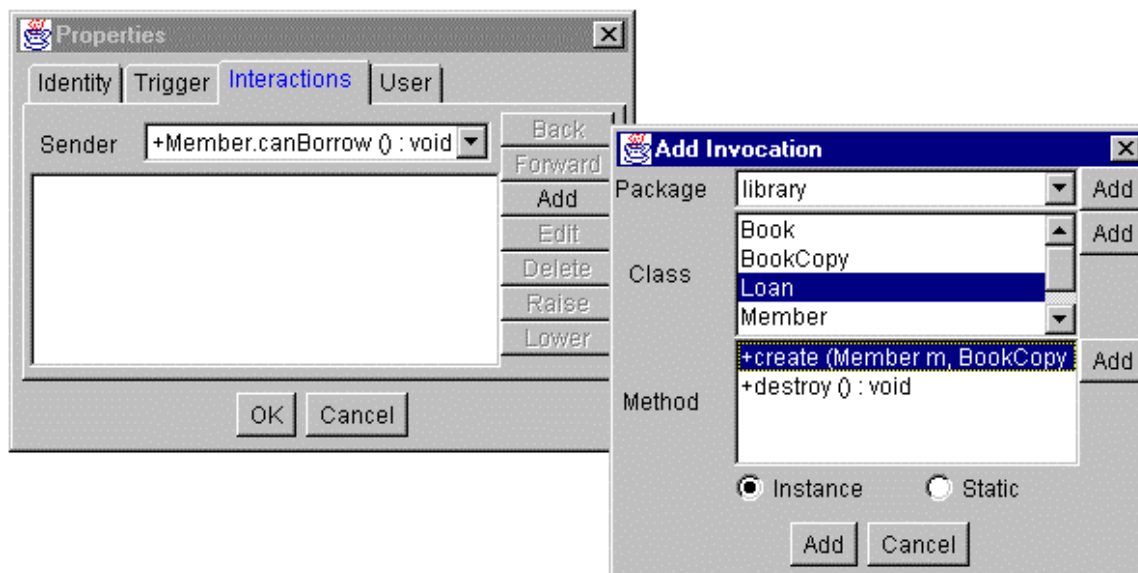 Properties
Identity Trigger Interactions User
Sender +Member.canBorrow () : void
Back
Forward
Add
Edit
Delete
Raise
Lower
OK Cancel
Add Invocation
Package library Add
Class
Book
BookCopy
Loan
Member
Add
Method
+create (Member m, BookCopy
+destroy () : void
Add
Instance Static
Add Cancel